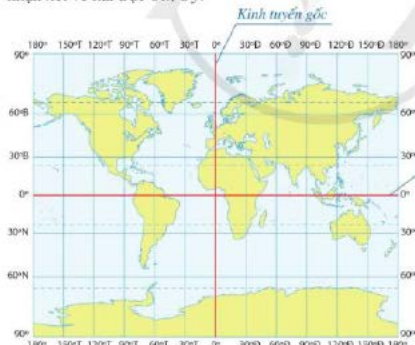 Kinh tuyến gốc
180° 150°T 120°T 90°T 60°T 30°T 0° 30°Đ 60°Đ 90°Đ 120°Đ 150°Đ 180°
90° 90°
60°B 60°B
30°B 30°B
0° 0°
30°N 30°N
60°N 60°N
90° 90°
180° 150°T 120°T 90°T 60°T 30°T 0° 30°Đ 60°Đ 90°Đ 120°Đ 150°Đ 180°